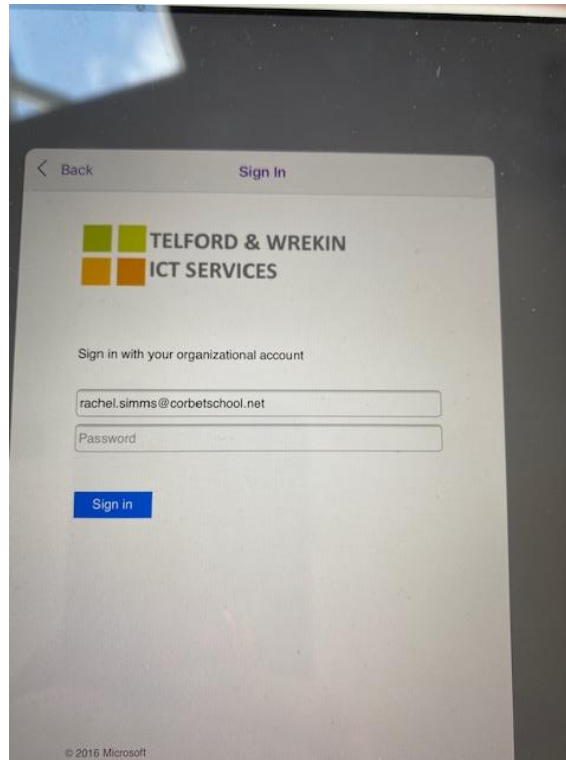 Back
Sign In
TELFORD & WREKIN
ICT SERVICES
Sign in with your organizational account
rachel.simms@corbetschool.net
Password
Sign in
© 2016 Microsoft